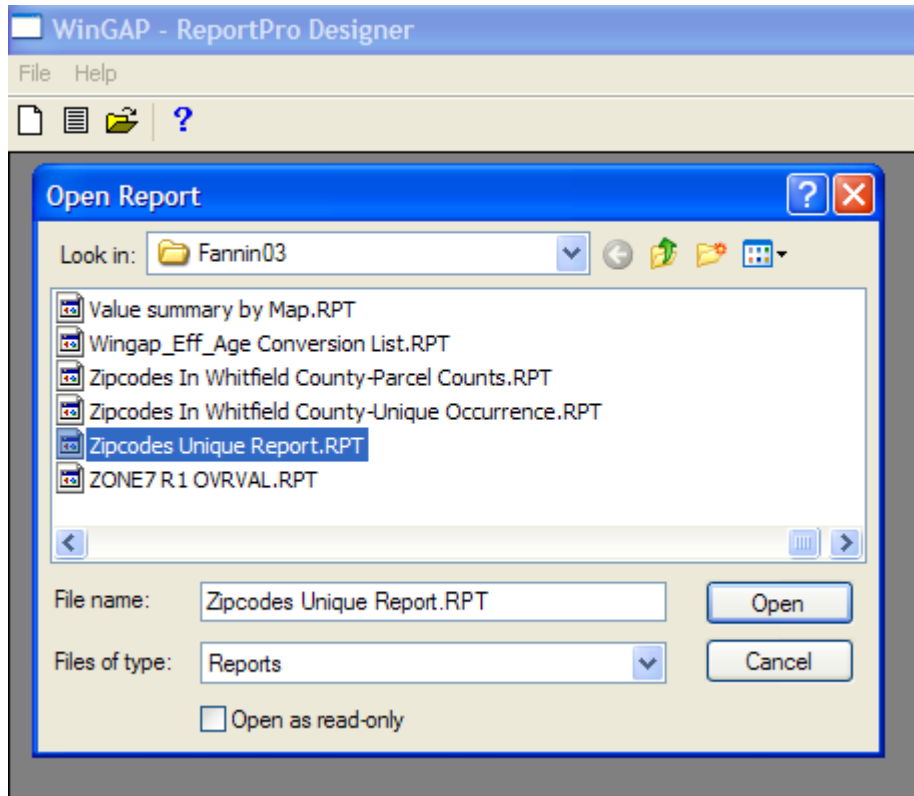 WinGAP - ReportPro Designer
File Help
?
Open Report
?
Look in: Fannin03
Value summary by Map.RPT
Wingap_Eff_Age Conversion List.RPT
Zipcodes In Whitfield County-Parcel Counts.RPT
Zipcodes In Whitfield County-Unique Occurrence.RPT
Zipcodes Unique Report.RPT
ZONE7 R1 OVRVAL.RPT
File name: Zipcodes Unique Report.RPT Open
Files of type: Reports Cancel
Open as read-only